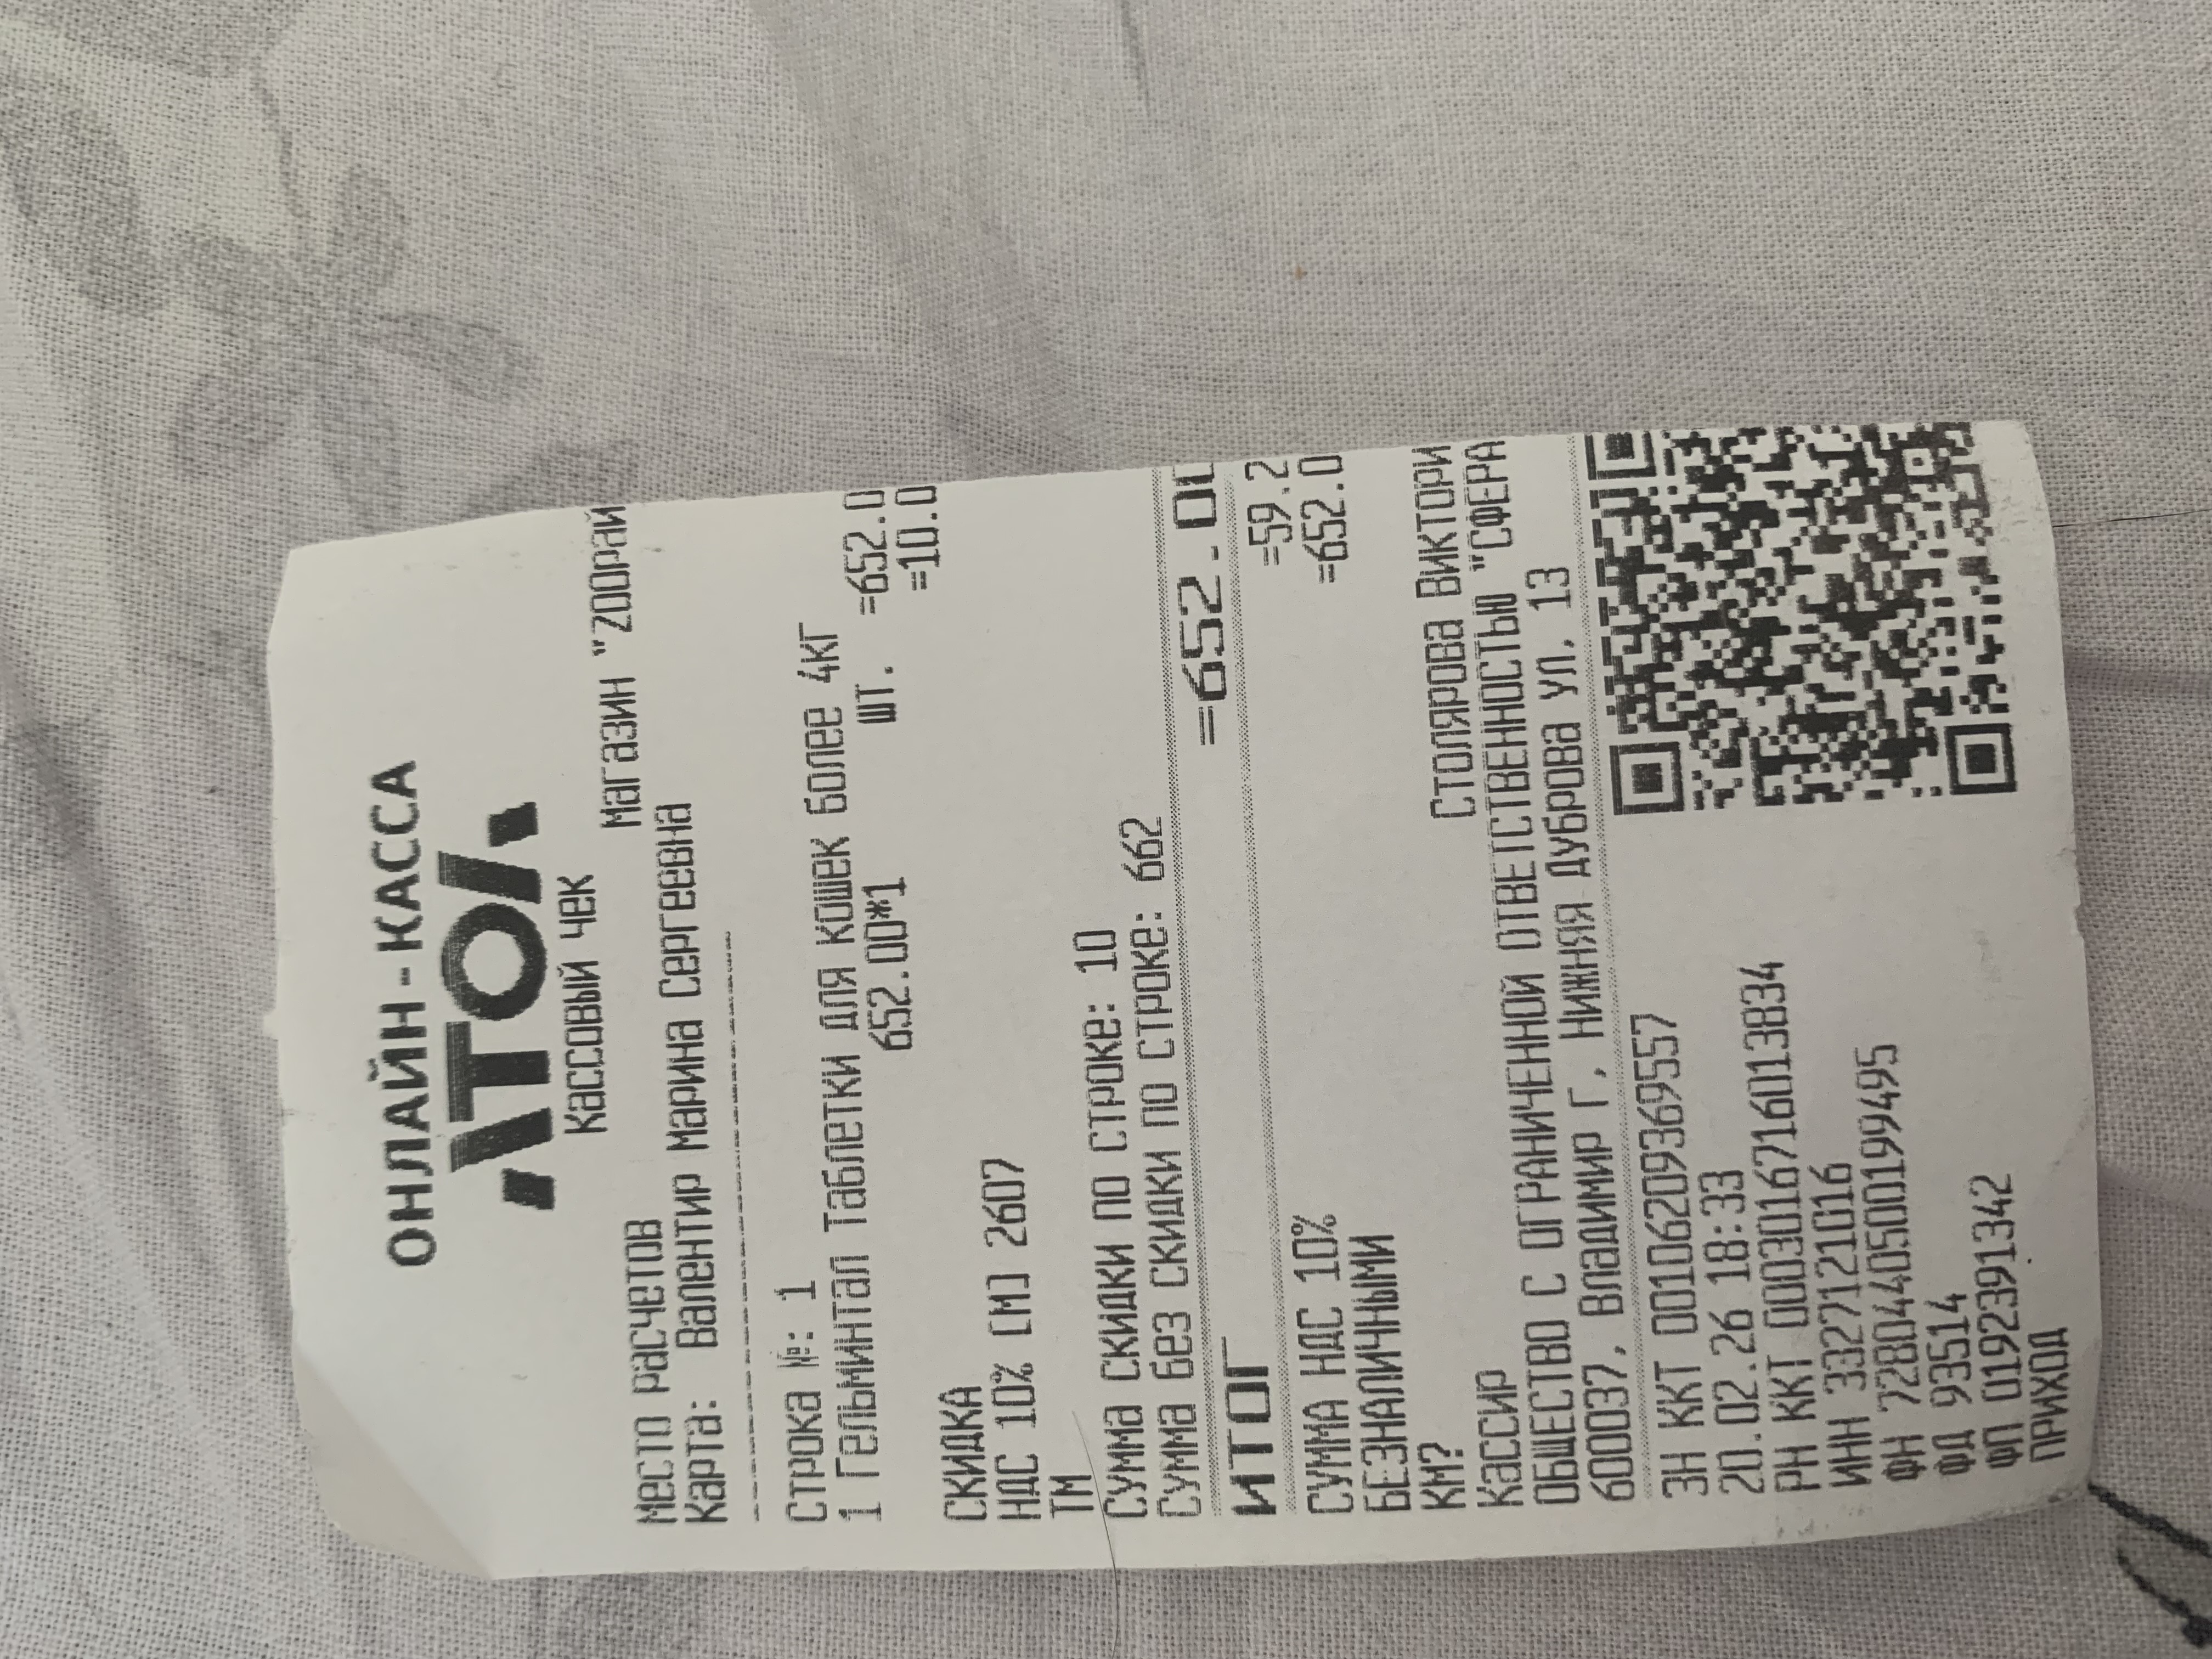 ОНЛАЙН-КАССА
АТОЛ
Кассовый чек
Место расчетов Магазин "ZООрай
Карта: Валентир Марина Сергеевна
Строка №: 1
1 Гельминтал Таблетки для кошек более 4кг
652.00*1 шт. =652.0
СКИДКА =10.0
НДС 10% [М] 2607
ТМ
Сумма скидки по строке: 10
Сумма без скидки по строке: 662
ИТОГ =652.00
СУММА НДС 10% =59.2
БЕЗНАЛИЧНЫМИ =652.0
КМ?
Кассир Столярова Виктори
ОБЩЕСТВО С ОГРАНИЧЕННОЙ ОТВЕТСТВЕННОСТЬЮ "СФЕРА
600037, Владимир г, Нижняя Дуброва ул. 13
ЗН ККТ 00106209369557
20.02.26 18:33
РН ККТ 0003016716013834
ИНН 3327121016
ФН 7280440500199495
ФД 93514
ФП 0192391342
ПРИХОД